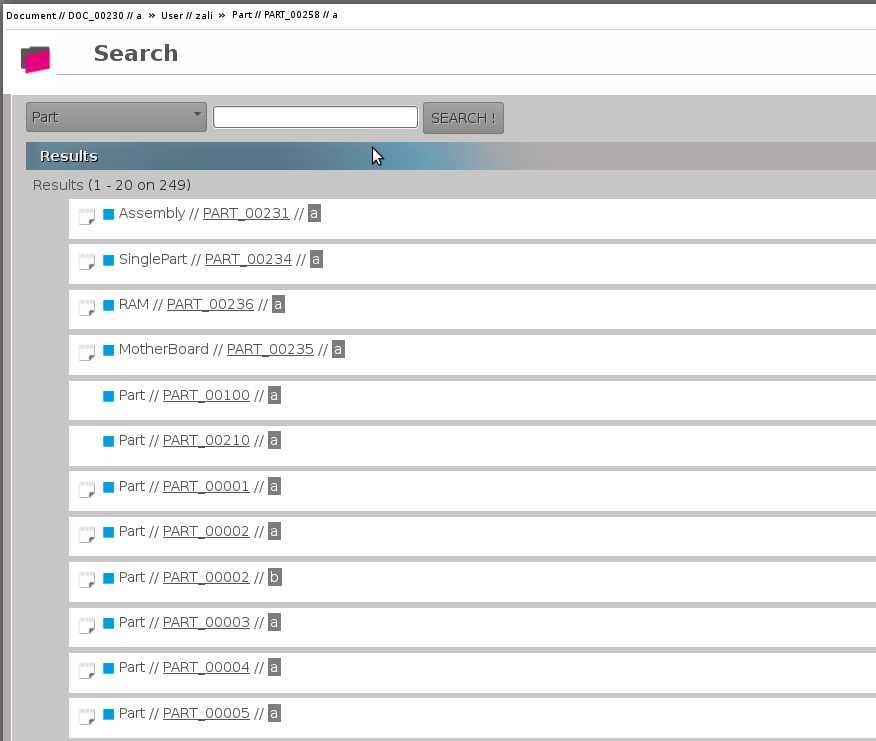 Document // DOC_00230 // a » User // zali » Part // PART_00258 // a
Search
Part SEARCH !
Results
Results (1 - 20 on 249)
Assembly // PART_00231 // a
SinglePart // PART_00234 // a
RAM // PART_00236 // a
MotherBoard // PART_00235 // a
Part // PART_00100 // a
Part // PART_00210 // a
Part // PART_00001 // a
Part // PART_00002 // a
Part // PART_00002 // b
Part // PART_00003 // a
Part // PART_00004 // a
Part // PART_00005 // a